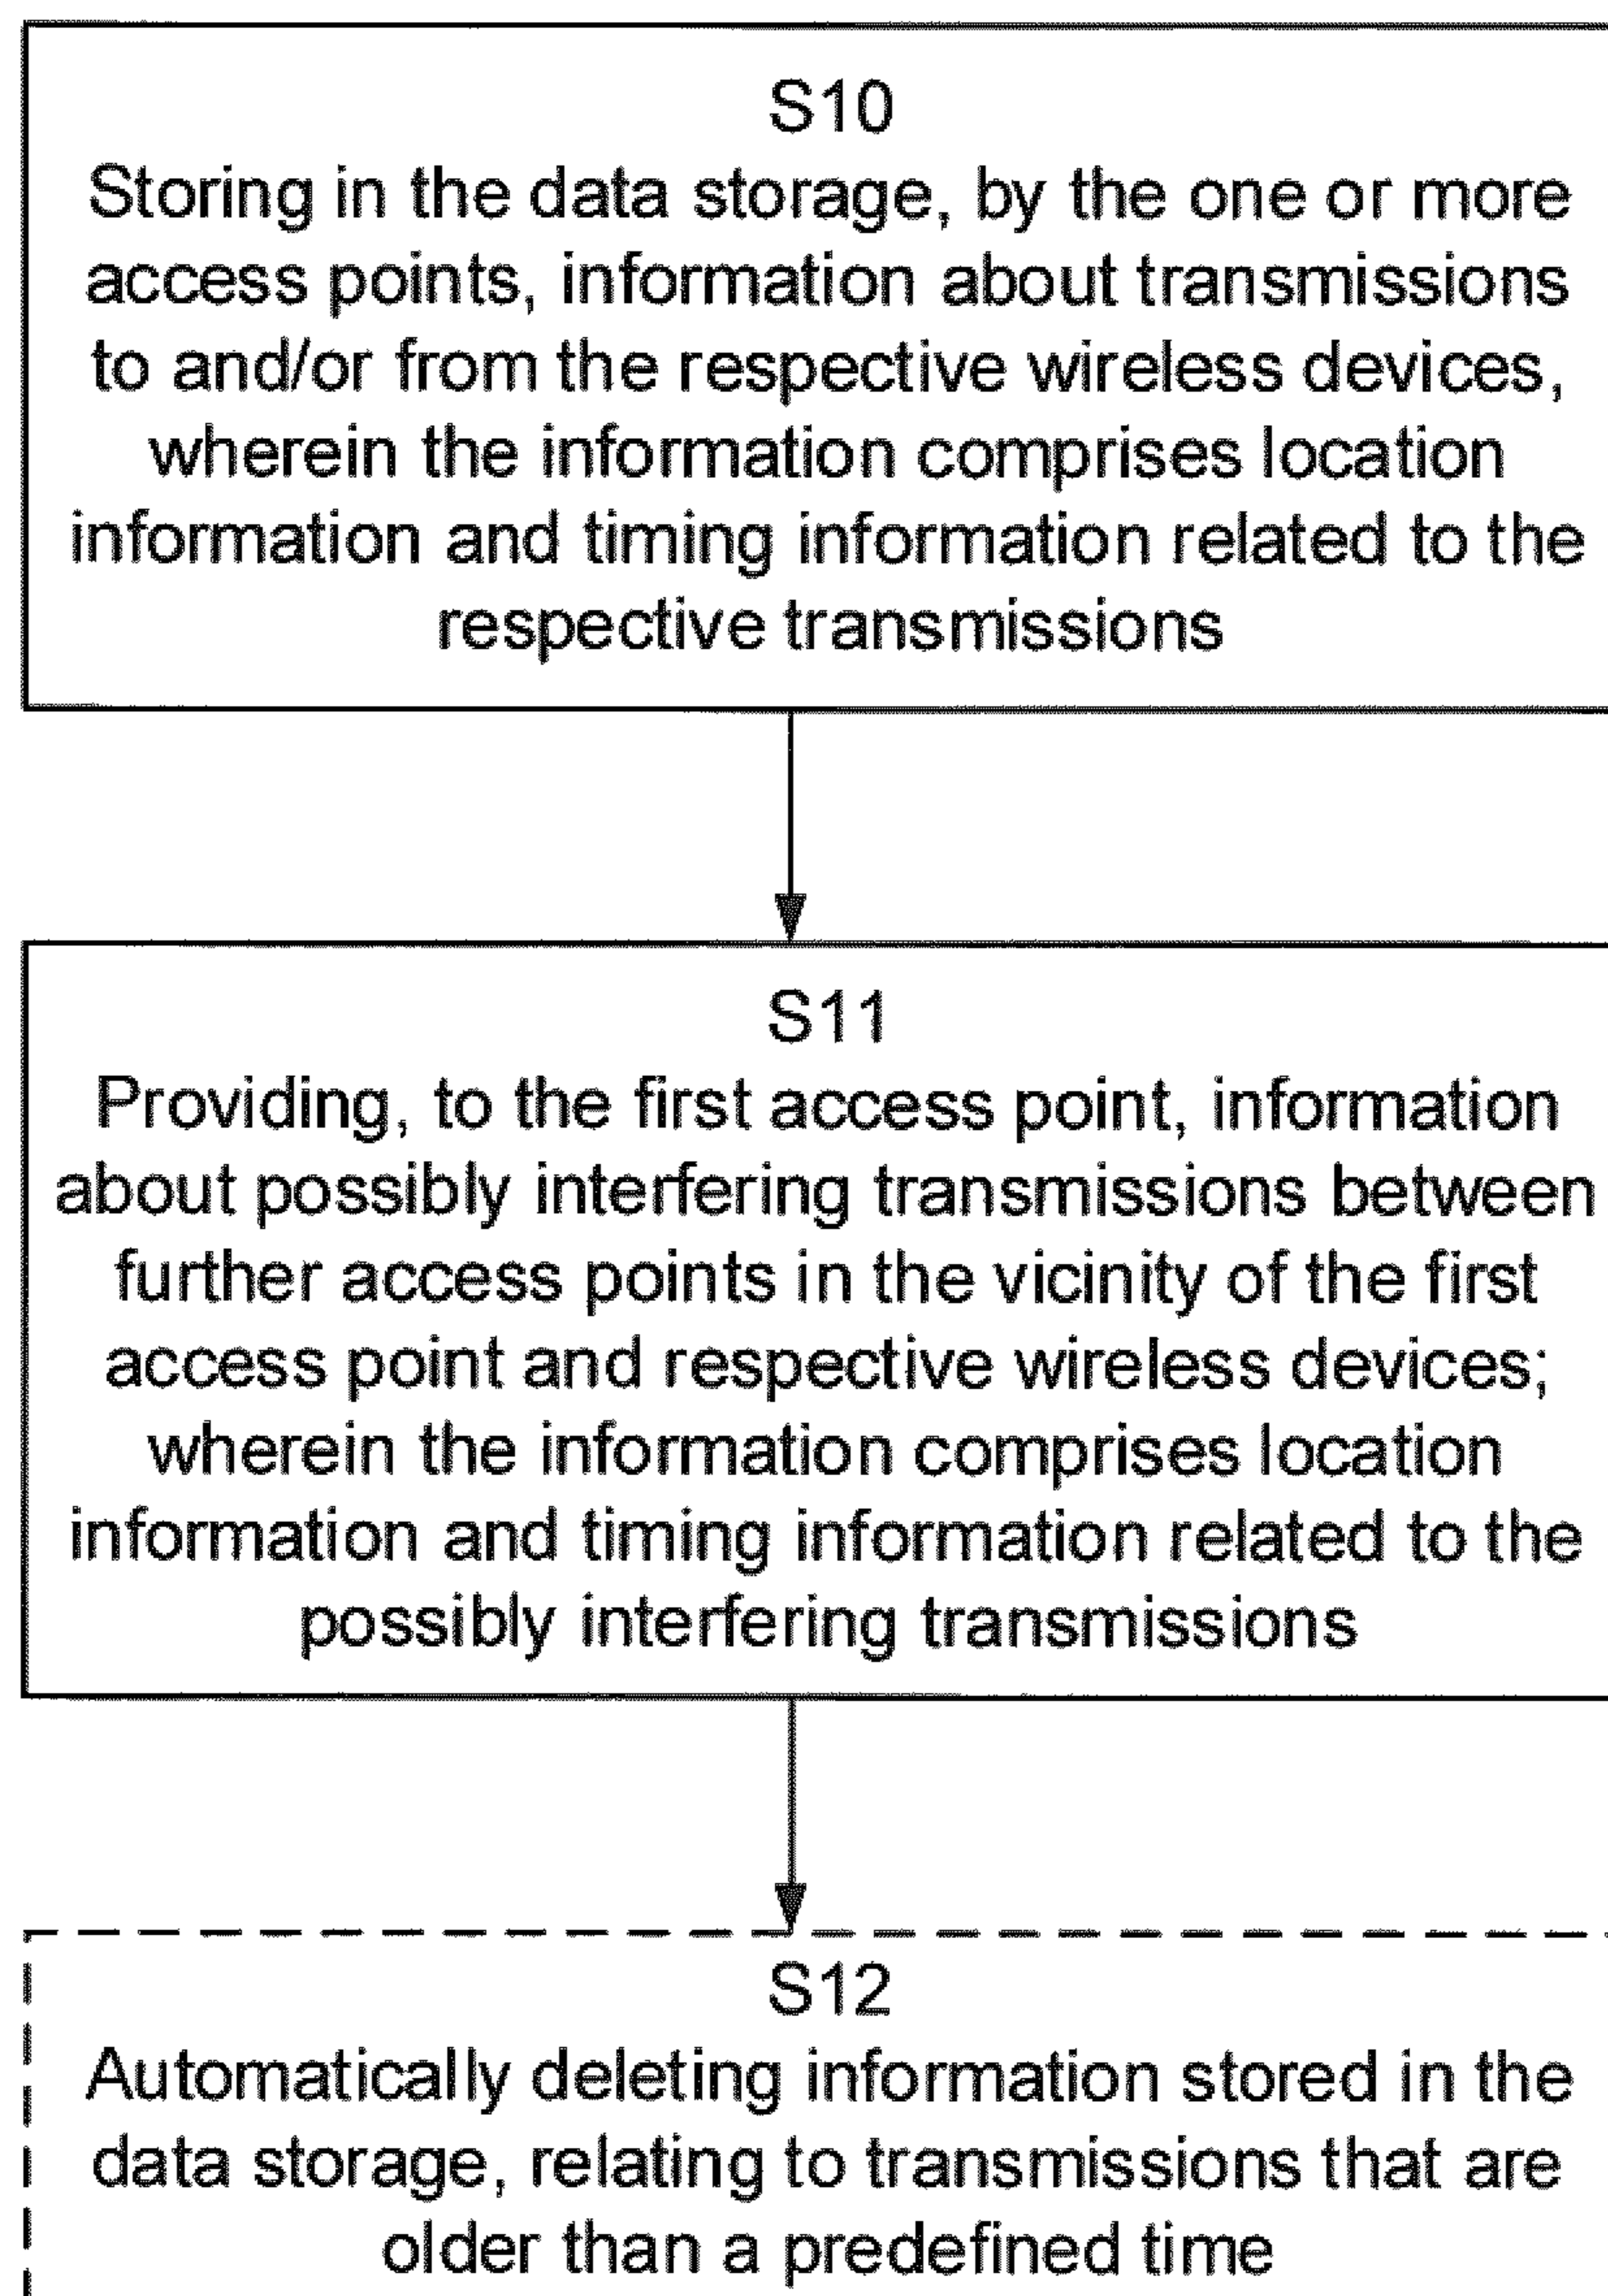 S10
Storing in the data storage, by the one or more
access points, information about transmissions
to and/or from the respective wireless devices,
wherein the information comprises location
information and timing information related to the
respective transmissions
S11
Providing, to the first access point, information
about possibly interfering transmissions between
further access points in the vicinity of the first
access point and respective wireless devices;
wherein the information comprises location
information and timing information related to the
possibly interfering transmissions
S12
Automatically deleting information stored in the
data storage, relating to transmissions that are
older than a predefined time